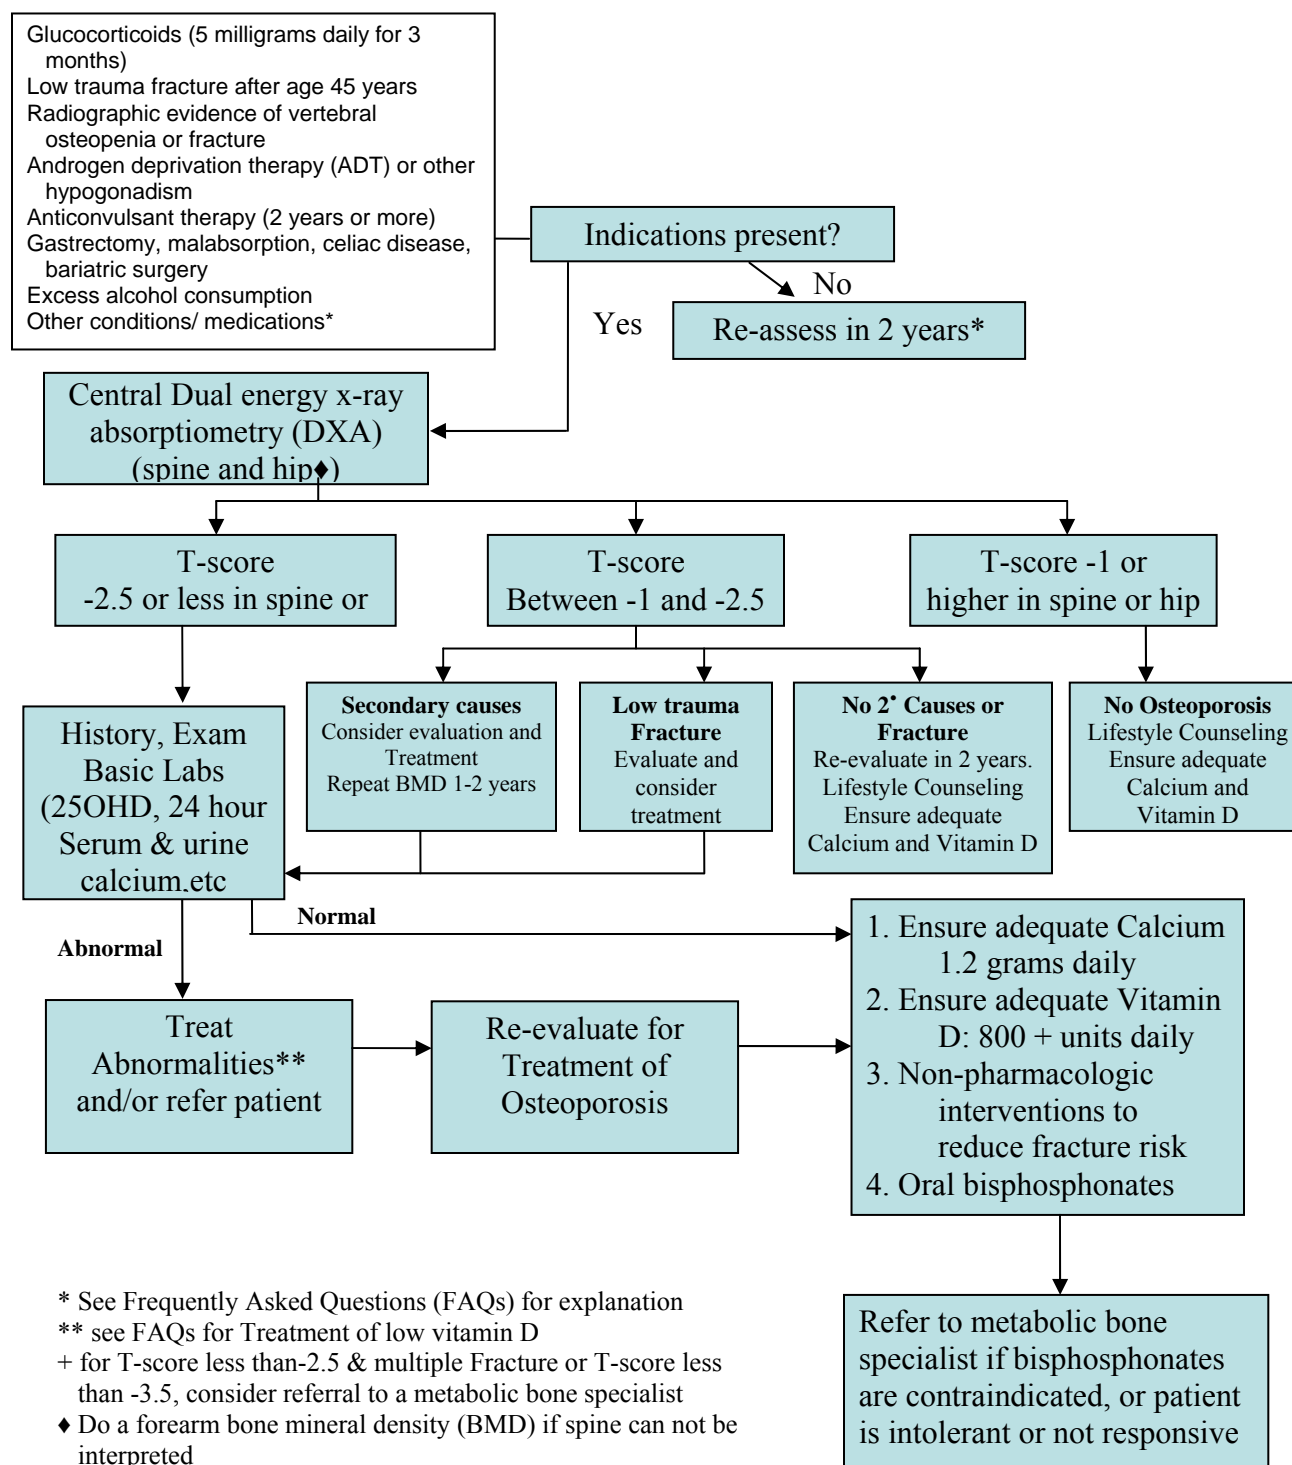 Glucocorticoids (5 milligrams daily for 3
months)
Low trauma fracture after age 45 years
Radiographic evidence of vertebral
osteopenia or fracture
Androgen deprivation therapy (ADT) or other
hypogonadism
Anticonvulsant therapy (2 years or more)
Gastrectomy, malabsorption, celiac disease,
bariatric surgery
Excess alcohol consumption
Other conditions/ medications*
Indications present?
No
Yes
Re-assess in 2 years*
Central Dual energy x-ray
absorptiometry (DXA)
(spine and hip♦)
T-score
-2.5 or less in spine or
T-score
Between -1 and -2.5
T-score -1 or
higher in spine or hip
Secondary causes
Consider evaluation and
Treatment
Repeat BMD 1-2 years
Low trauma
Fracture
Evaluate and
consider
treatment
No 2° Causes or
Fracture
Re-evaluate in 2 years.
Lifestyle Counseling
Ensure adequate
Calcium and Vitamin D
No Osteoporosis
Lifestyle Counseling
Ensure adequate
Calcium and
Vitamin D
History, Exam
Basic Labs
(25OHD, 24 hour
Serum & urine
calcium,etc
Normal
Abnormal
Treat
Abnormalities**
and/or refer patient
Re-evaluate for
Treatment of
Osteoporosis
1. Ensure adequate Calcium
1.2 grams daily
2. Ensure adequate Vitamin
D: 800 + units daily
3. Non-pharmacologic
interventions to
reduce fracture risk
4. Oral bisphosphonates
Refer to metabolic bone
specialist if bisphosphonates
are contraindicated, or patient
is intolerant or not responsive
* See Frequently Asked Questions (FAQs) for explanation
** see FAQs for Treatment of low vitamin D
+ for T-score less than-2.5 & multiple Fracture or T-score less
than -3.5, consider referral to a metabolic bone specialist
♦ Do a forearm bone mineral density (BMD) if spine can not be
interpreted